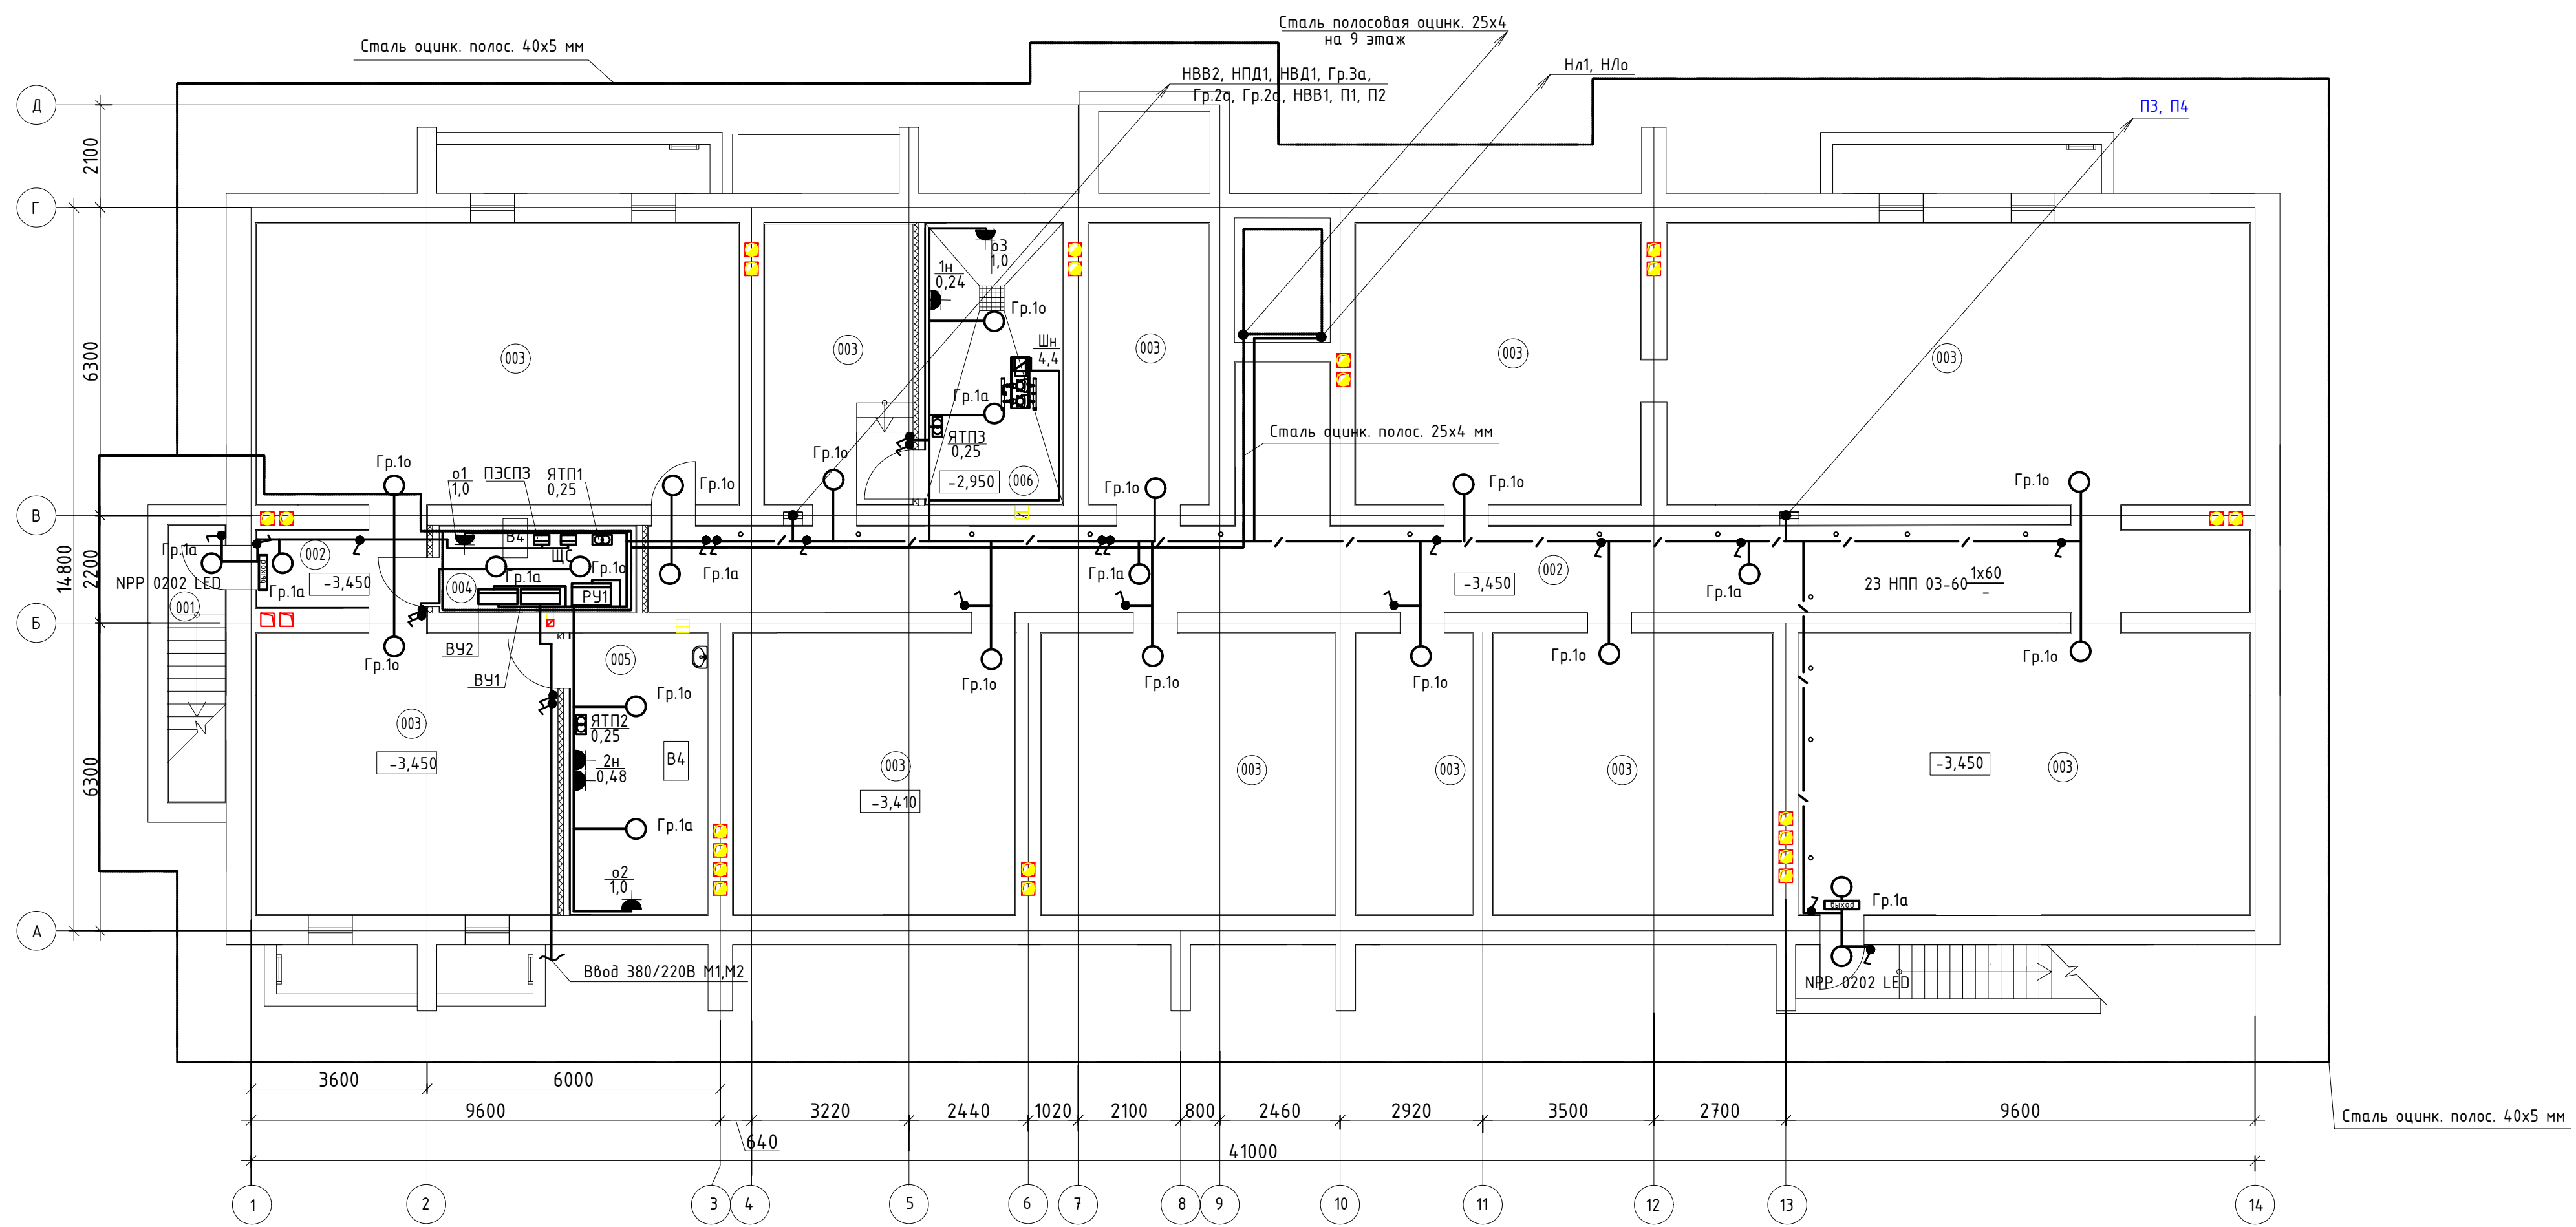 Сталь полосовая оцинк. 25х4
на 9 этаж
Сталь оцинк. полос. 40х5 мм
НВВ2, НПД1, НВД1, Гр.3а,
Гр.2о, Гр.2а, НВВ1, П1, П2
Нл1, НЛо
П3, П4
Д
2100
Г
6300
003
003
1н
0,24
о3
1,0
Гр.1о
Шн
4,4
Гр.1а
ЯТП3
0,25
-2,950
006
003
003
003
Сталь оцинк. полос. 25х4 мм
Гр.1о
о1
1,0
ПЭСПЗ
ЯТП1
0,25
Гр.1о
Гр.1о
Гр.1о
Гр.1о
Гр.1о
В
14800
2200
Гр.1а
002
-3,450
NPP 0202 LED
выход
Гр.1а
001
004
В4
ЩС
Гр.1а
Гр.1о
РУ1
Гр.1а
Гр.1а
-3,450
002
Гр.1а
23 НПП 03-60
1х60
-
Б
Гр.1о
ВУ2
ВУ1
005
Гр.1о
Гр.1о
Гр.1о
Гр.1о
Гр.1о
Гр.1о
6300
003
-3,450
ЯТП2
0,25
2н
0,48
В4
Гр.1а
о2
1,0
003
-3,410
003
003
003
-3,450
003
выход
Гр.1а
А
Ввод 380/220В М1,М2
NPP 0202 LED
3600
6000
9600
640
3220
2440
1020
2100
800
2460
2920
3500
2700
9600
Сталь оцинк. полос. 40х5 мм
41000
1
2
3
4
5
6
7
8
9
10
11
12
13
14